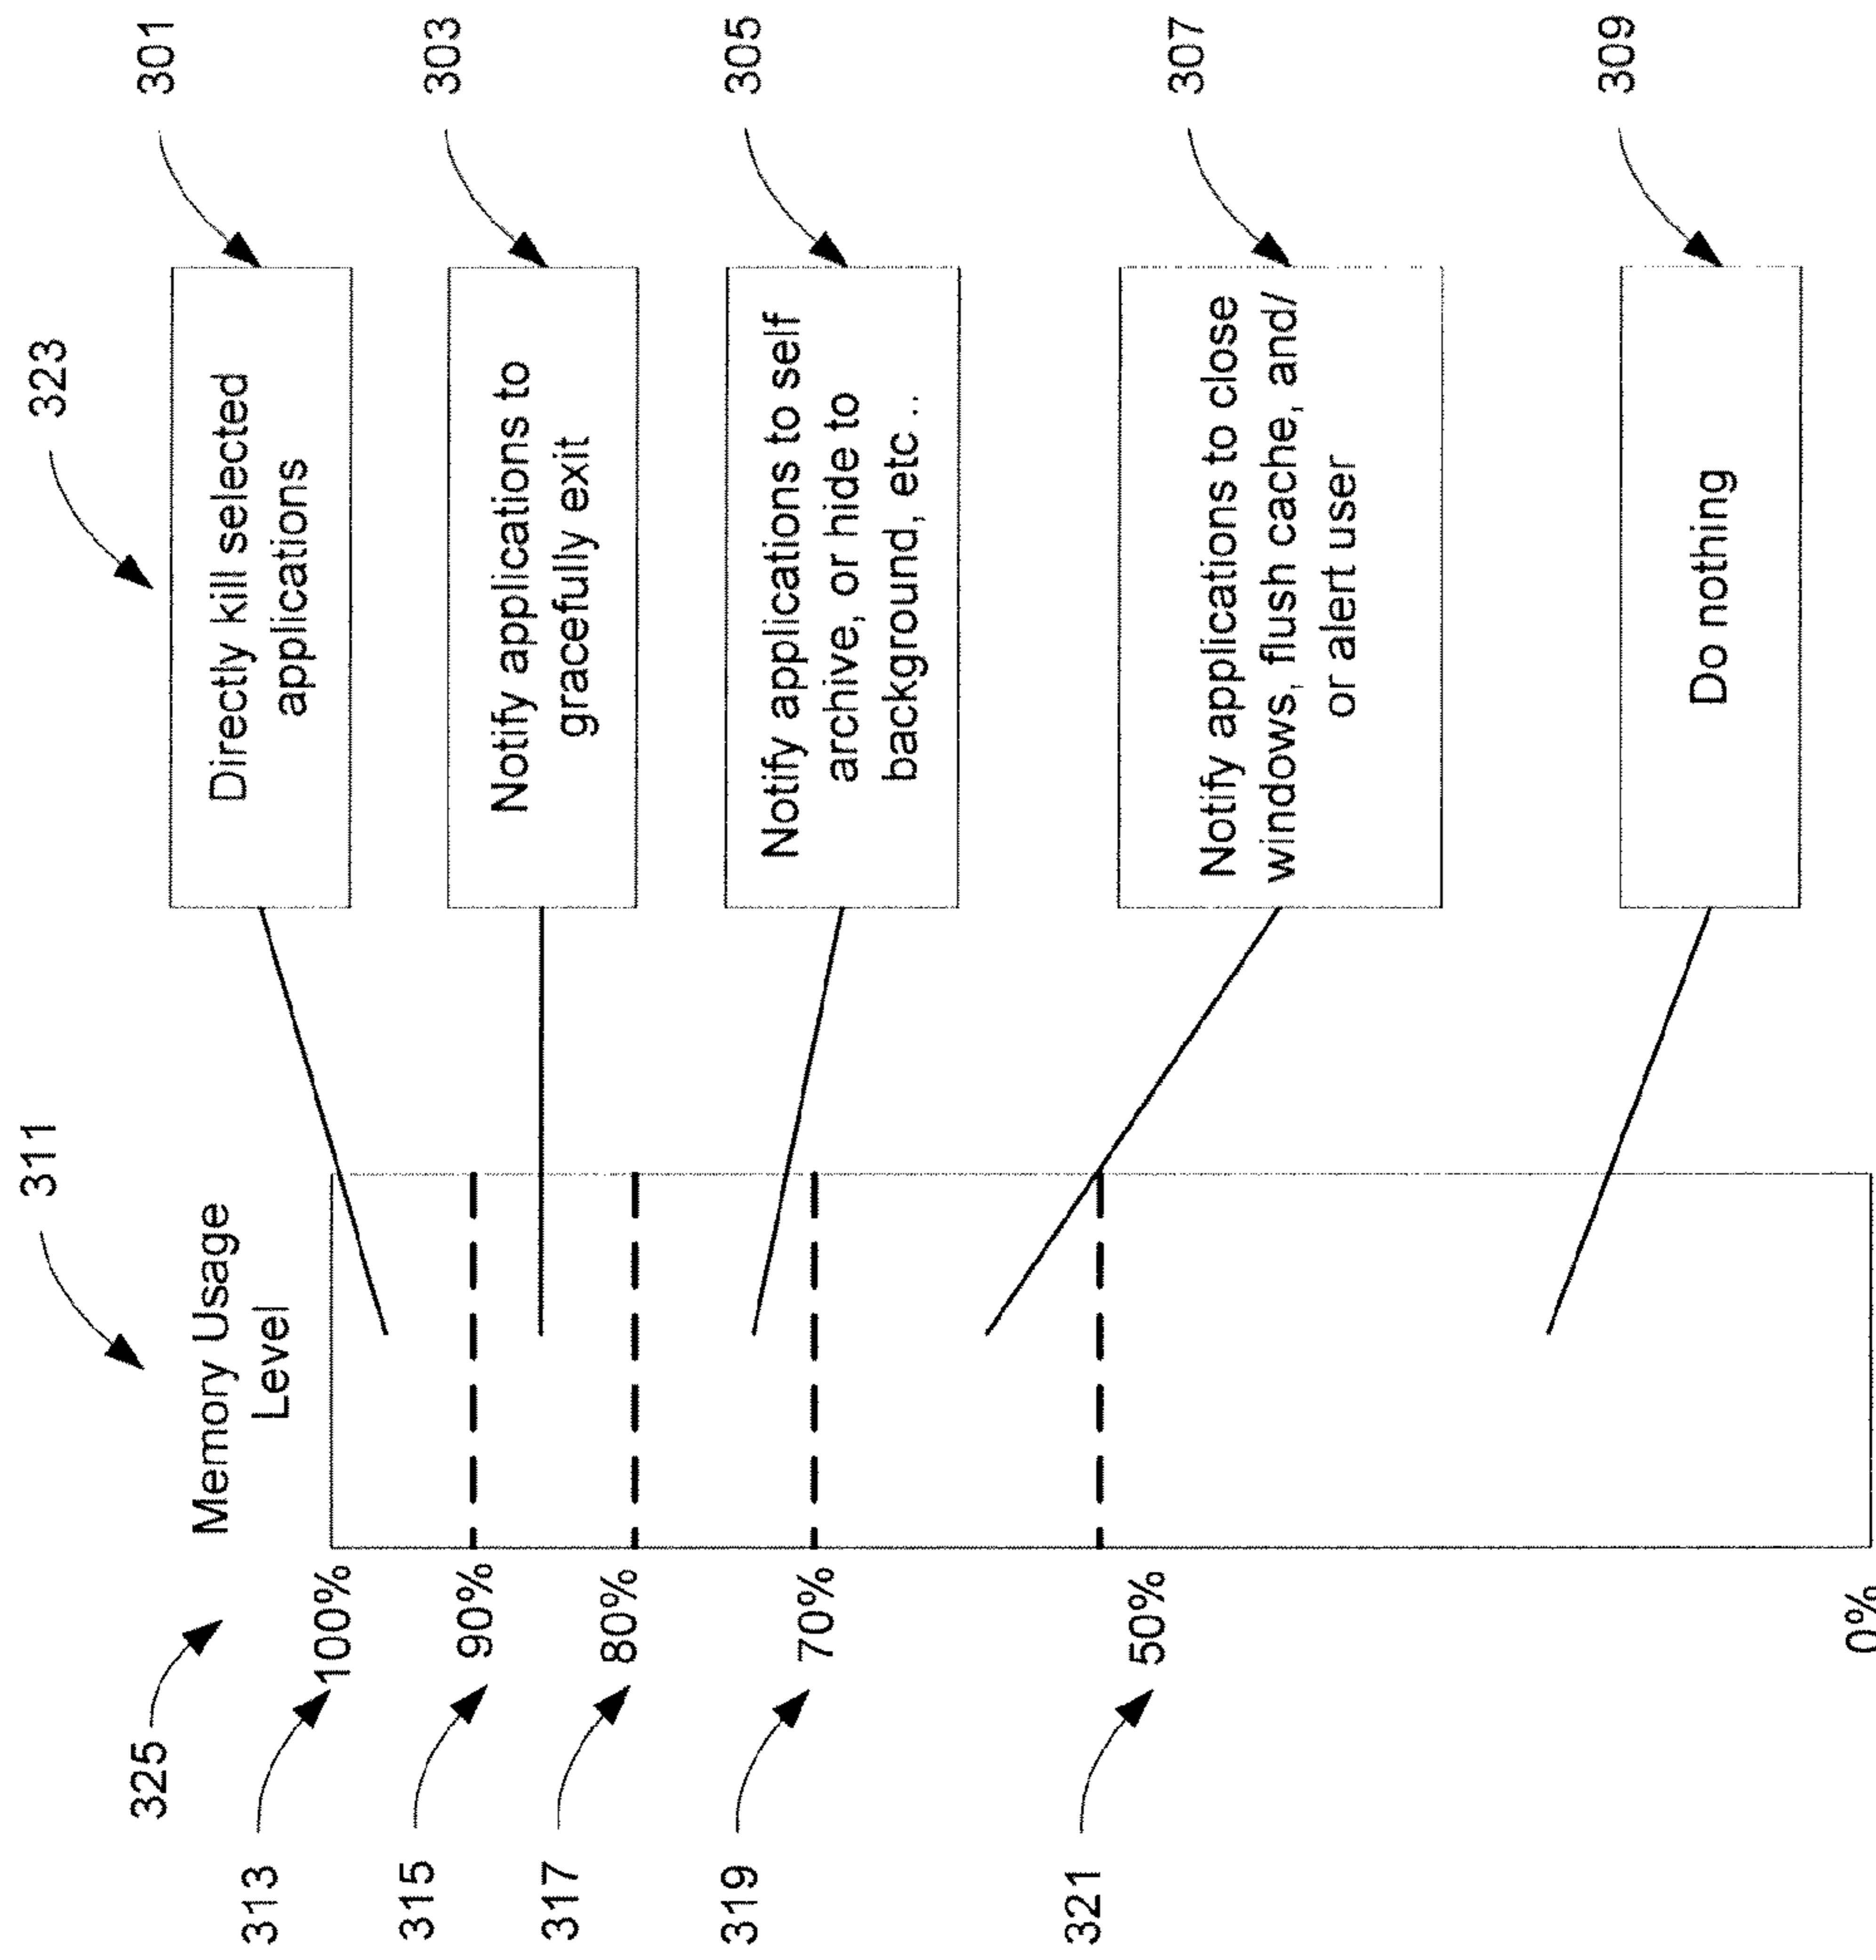 311
323
Memory Usage
Level
325
313
100%
315
90%
317
80%
319
70%
321
50%
0%
Directly kill selected
applications
301
Notify applications to
gracefully exit
303
Notify applications to self
archive, or hide to
background, etc ..
305
Notify applications to close
windows, flush cache, and/
or alert user
307
Do nothing
309